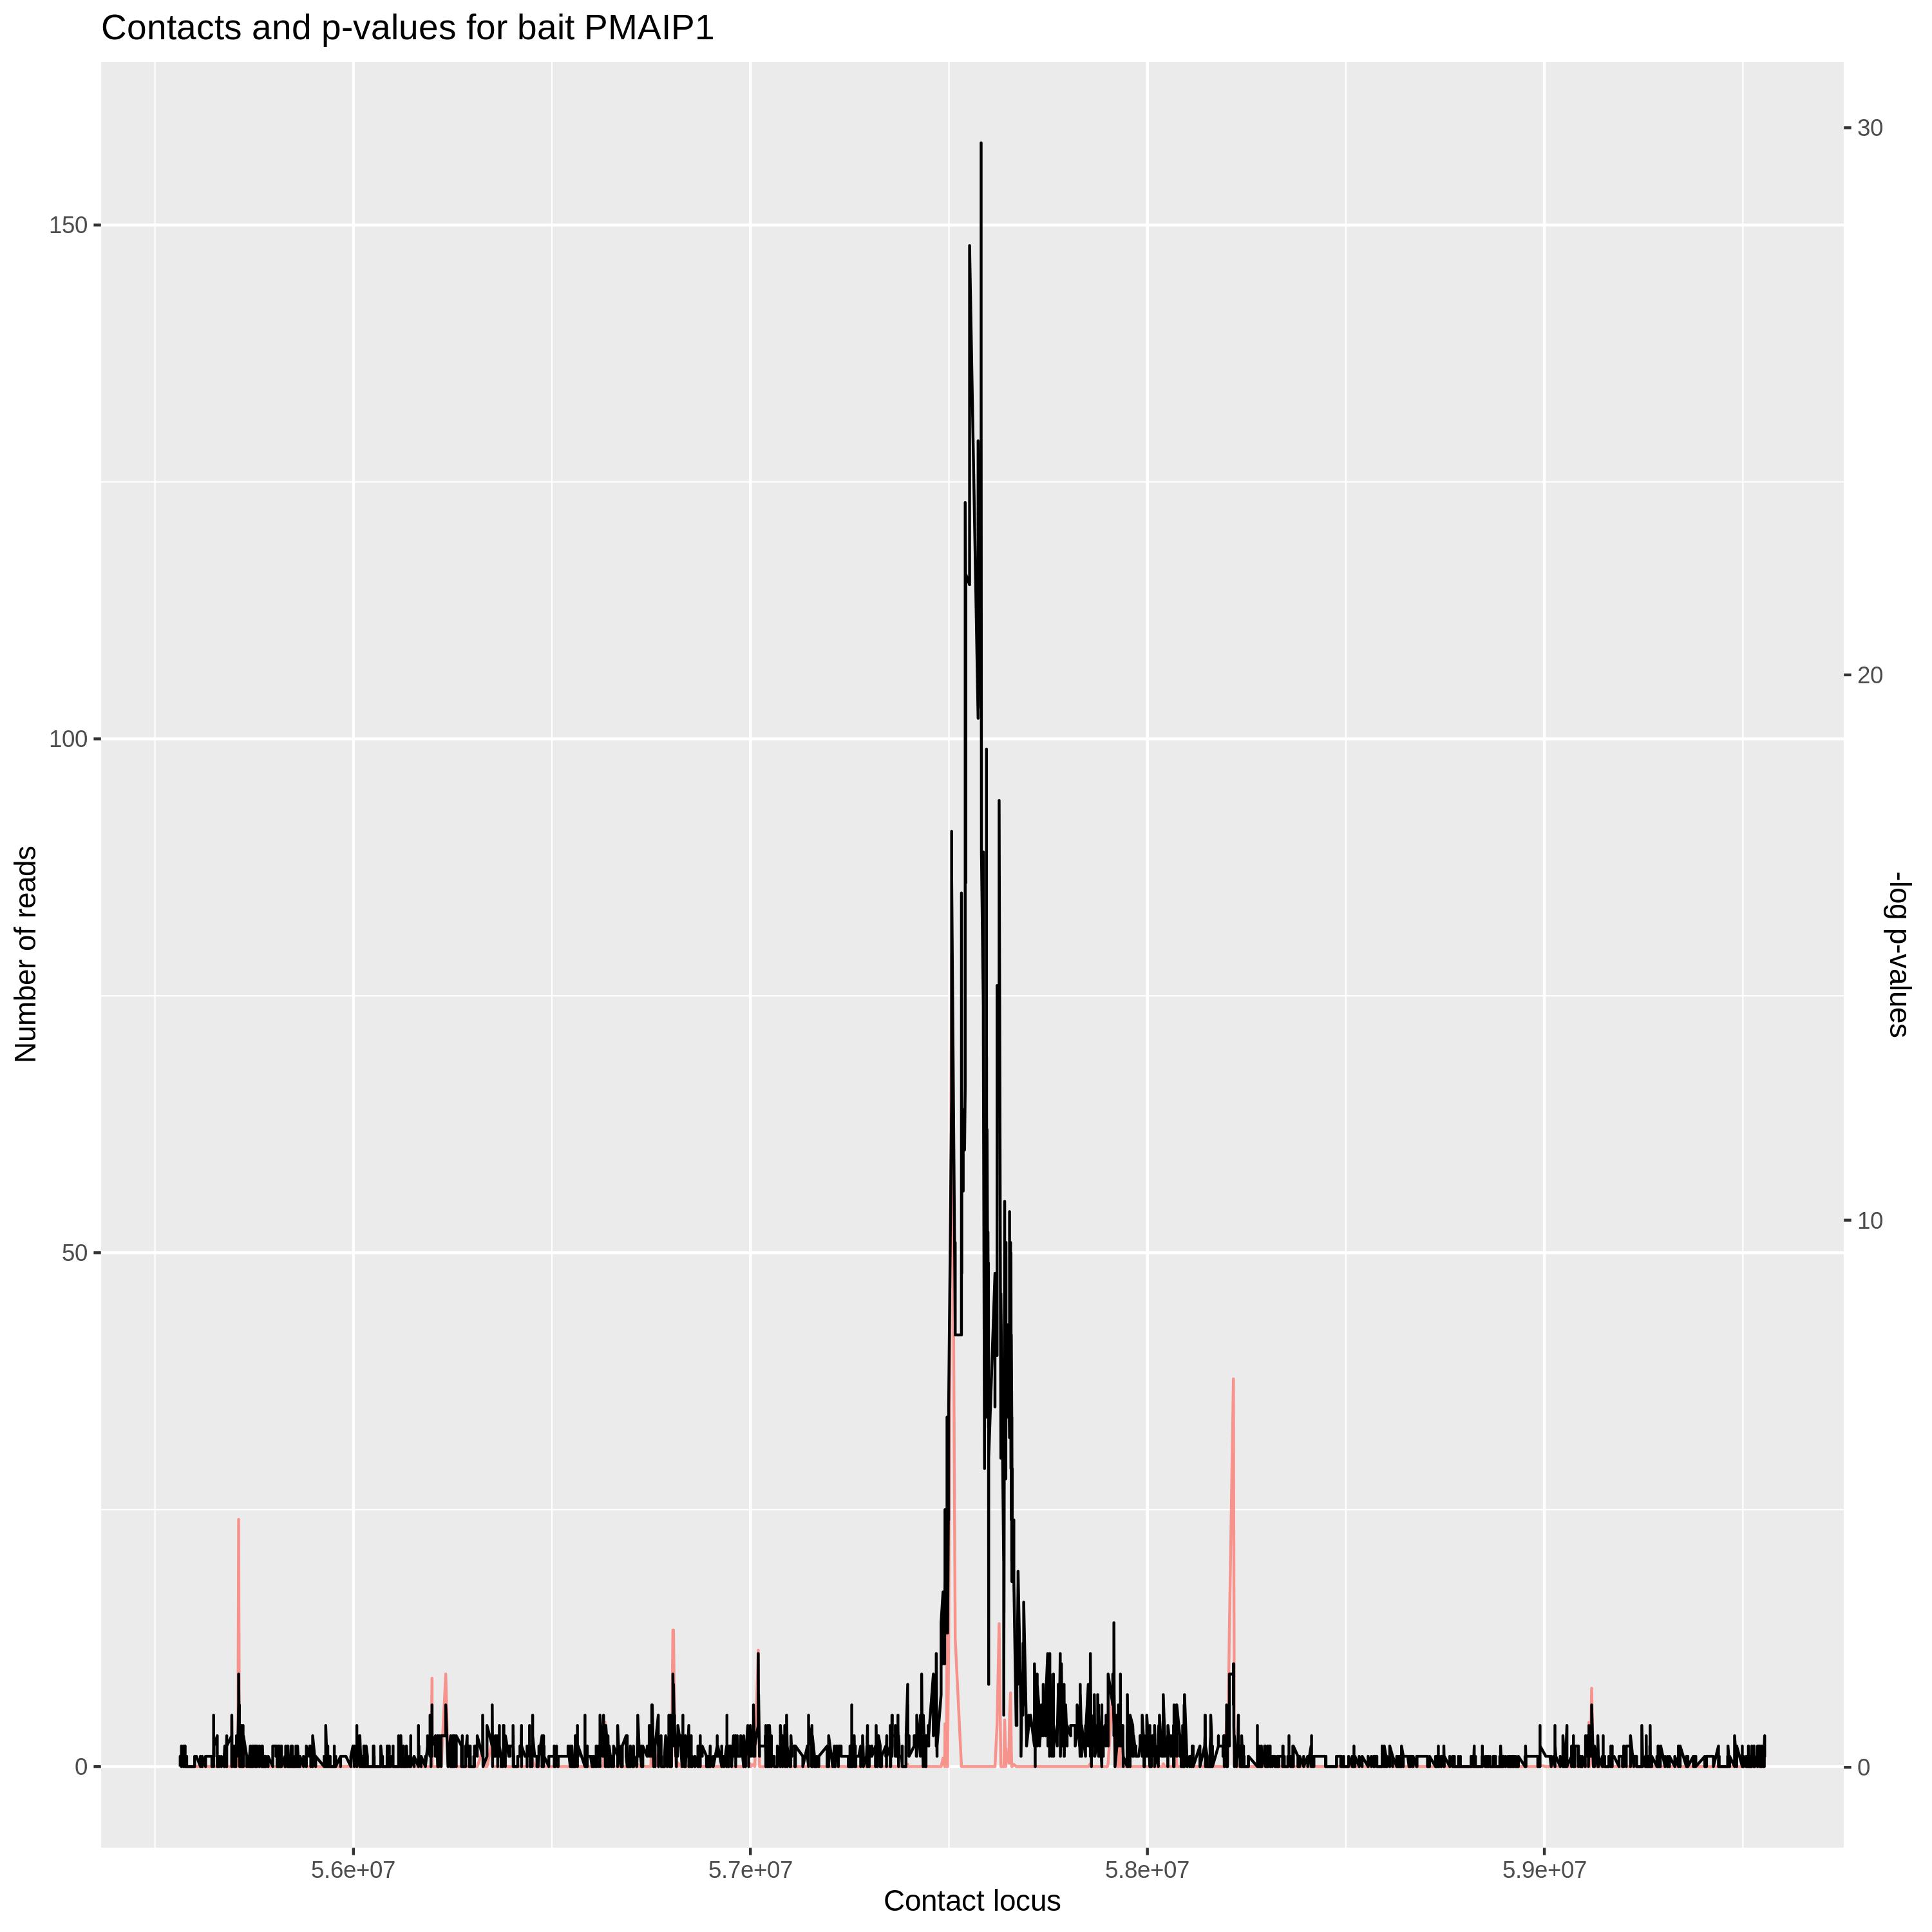 Contacts and p-values for bait PMAIP1
150
100
50
0
Number of reads
30
20
10
0
-log p-values
5.6e+07 5.7e+07 5.8e+07 5.9e+07
Contact locus